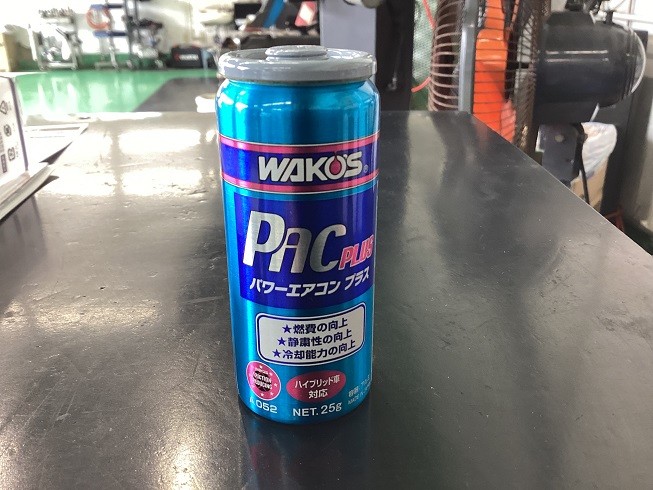 WAKO'S®
PAC PLUS
パワーエアコン プラス
★燃費の向上
★静粛性の向上
★冷却能力の向上
ハイブリッド車
対応
A052
NET.25g